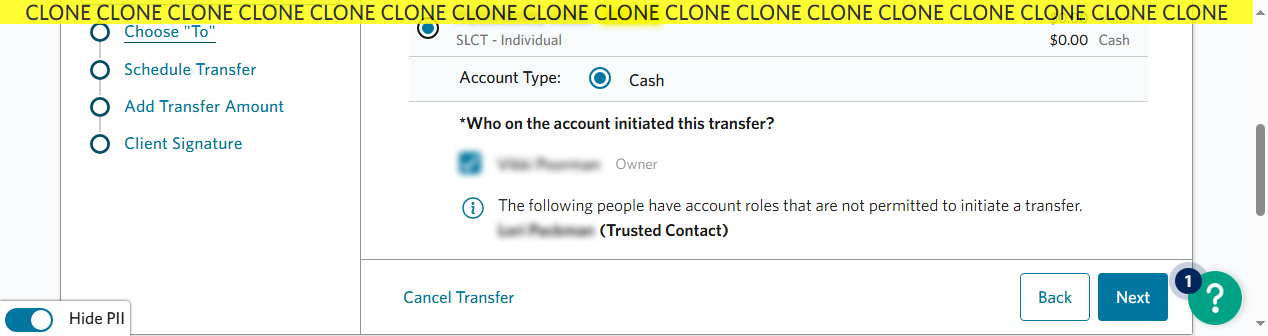 CLONE CLONE CLONE CLONE CLONE CLONE CLONE CLONE CLONE CLONE CLONE CLONE CLONE CLONE CLONE CLONE CLONE
Choose "To"
Schedule Transfer
Add Transfer Amount
Client Signature
SLCT - Individual
$0.00 Cash
Account Type: Cash
*Who on the account initiated this transfer?
Owner
The following people have account roles that are not permitted to initiate a transfer.
(Trusted Contact)
Cancel Transfer
Back
Next
1
?
Hide PII